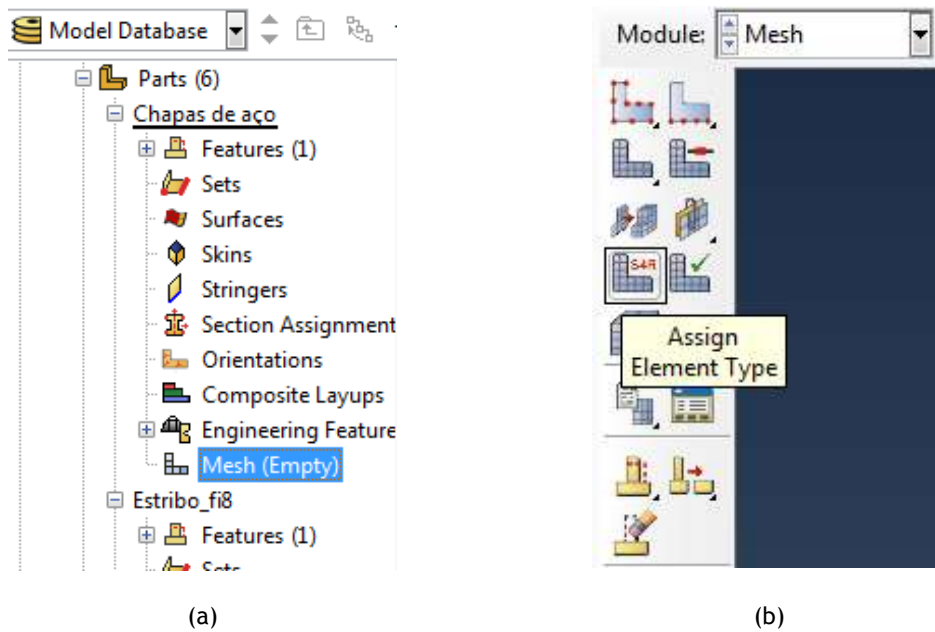 Model Database
Parts (6)
Chapas de aço
Features (1)
Sets
Surfaces
Skins
Stringers
Section Assignment
Orientations
Composite Layups
Engineering Feature
Mesh (Empty)
Estribo_fi8
Features (1)
Sets
(a)
Module: Mesh
S4R
Assign
Element Type
(b)